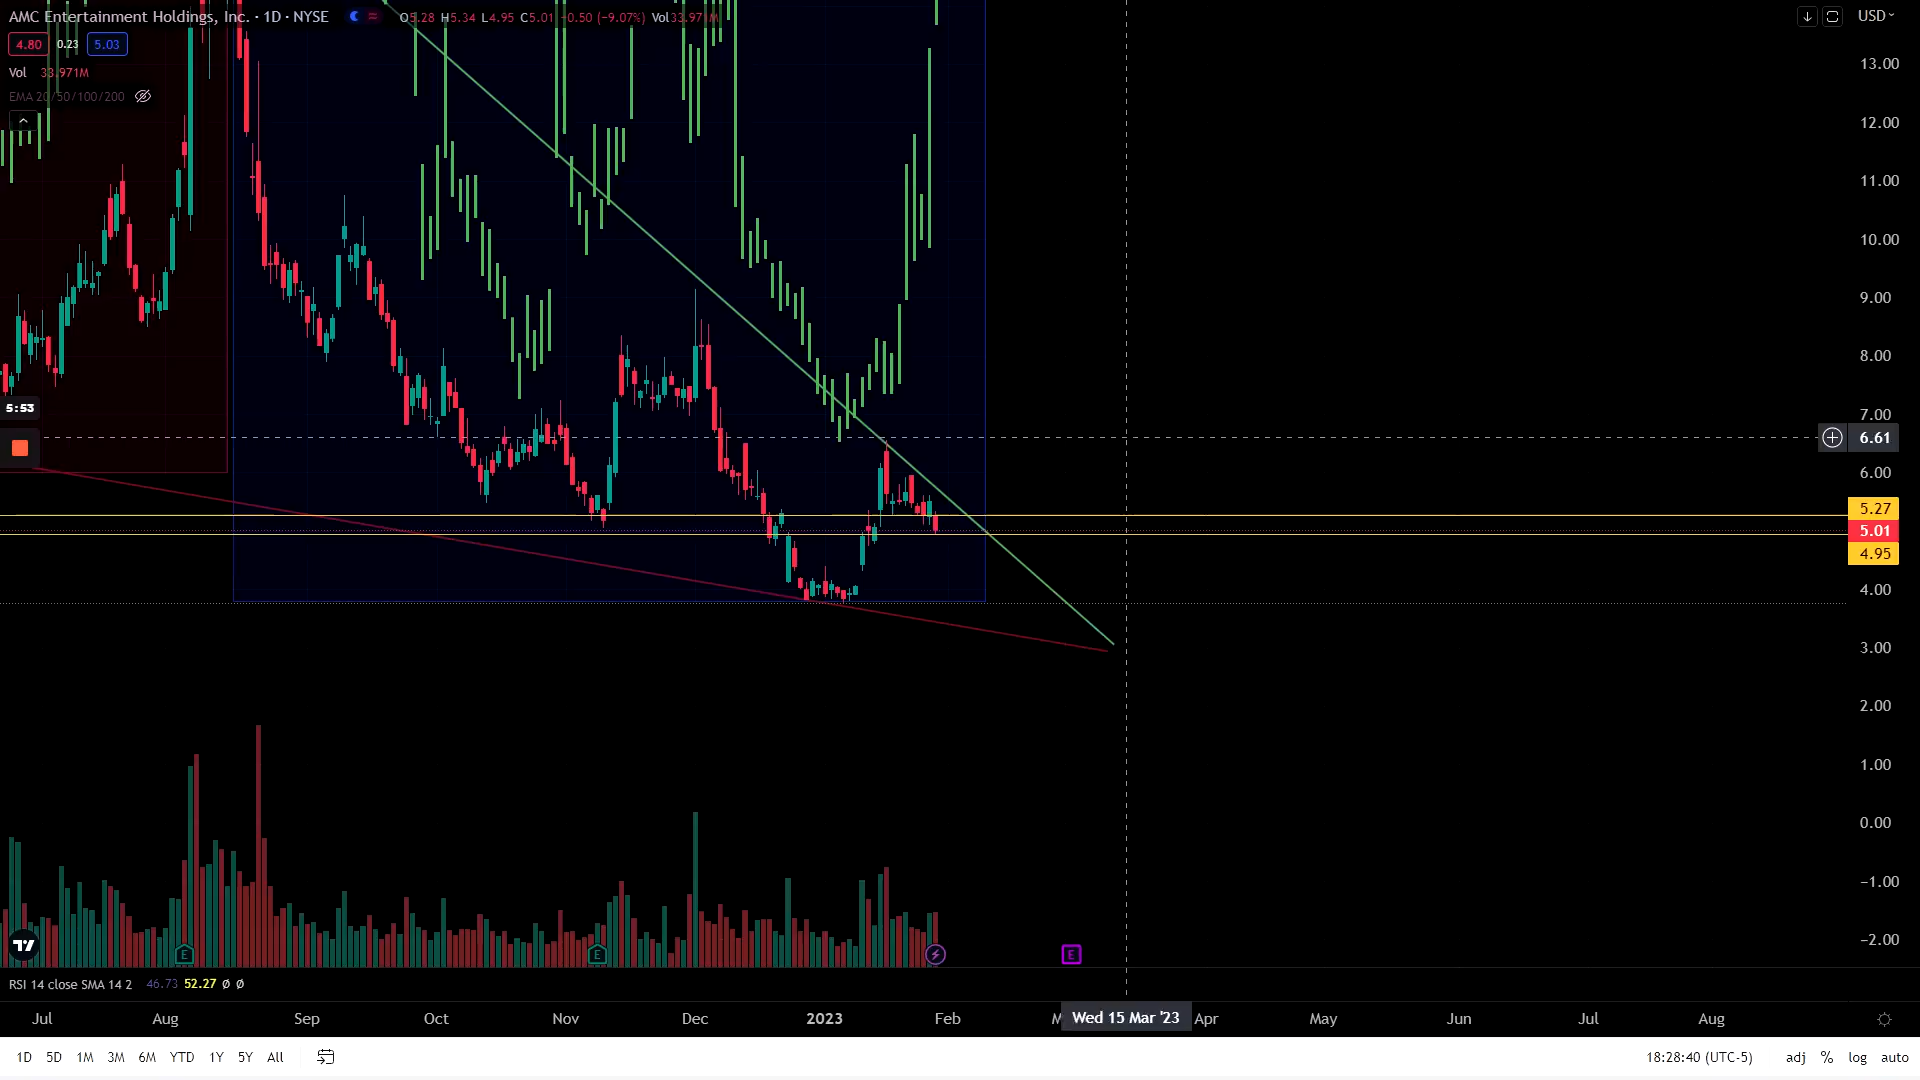 AMC Entertainment Holdings, Inc. · 1D · NYSE O5.28 H5.34 L4.95 C5.01 −0.50 (−9.07%) Vol33.971M
USD
4.80 0.23 5.03
Vol 33.971M
EMA 20/50/100/200
13.00
12.00
11.00
10.00
9.00
8.00
7.00
5:53
6.61
6.00
5.27
5.01
4.95
4.00
3.00
2.00
1.00
0.00
−1.00
−2.00
E E E
RSI 14 close SMA 14 2 46.73 52.27 Ø Ø
Jul Aug Sep Oct Nov Dec 2023 Feb Wed 15 Mar '23 Apr May Jun Jul Aug
1D 5D 1M 3M 6M YTD 1Y 5Y All 18:28:40 (UTC-5) adj % log auto